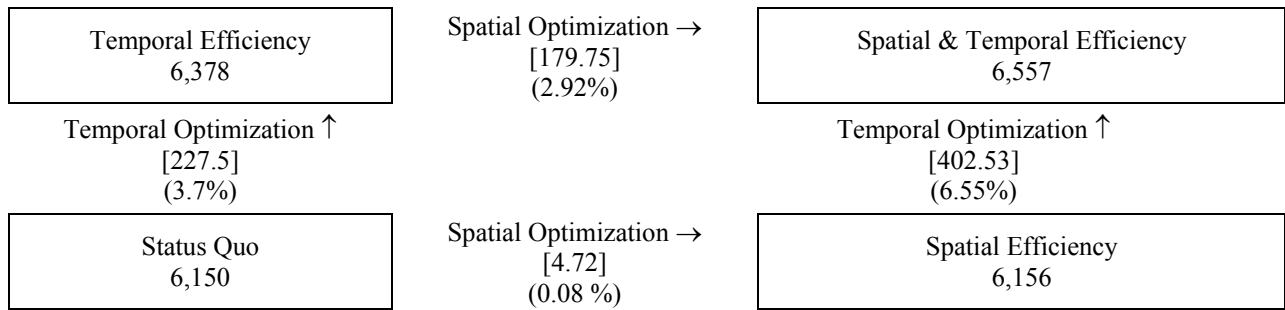 Temporal Efficiency
6,378
Spatial Optimization →
[179.75]
(2.92%)
Spatial & Temporal Efficiency
6,557
Temporal Optimization ↑
[227.5]
(3.7%)
Temporal Optimization ↑
[402.53]
(6.55%)
Status Quo
6,150
Spatial Optimization →
[4.72]
(0.08 %)
Spatial Efficiency
6,156